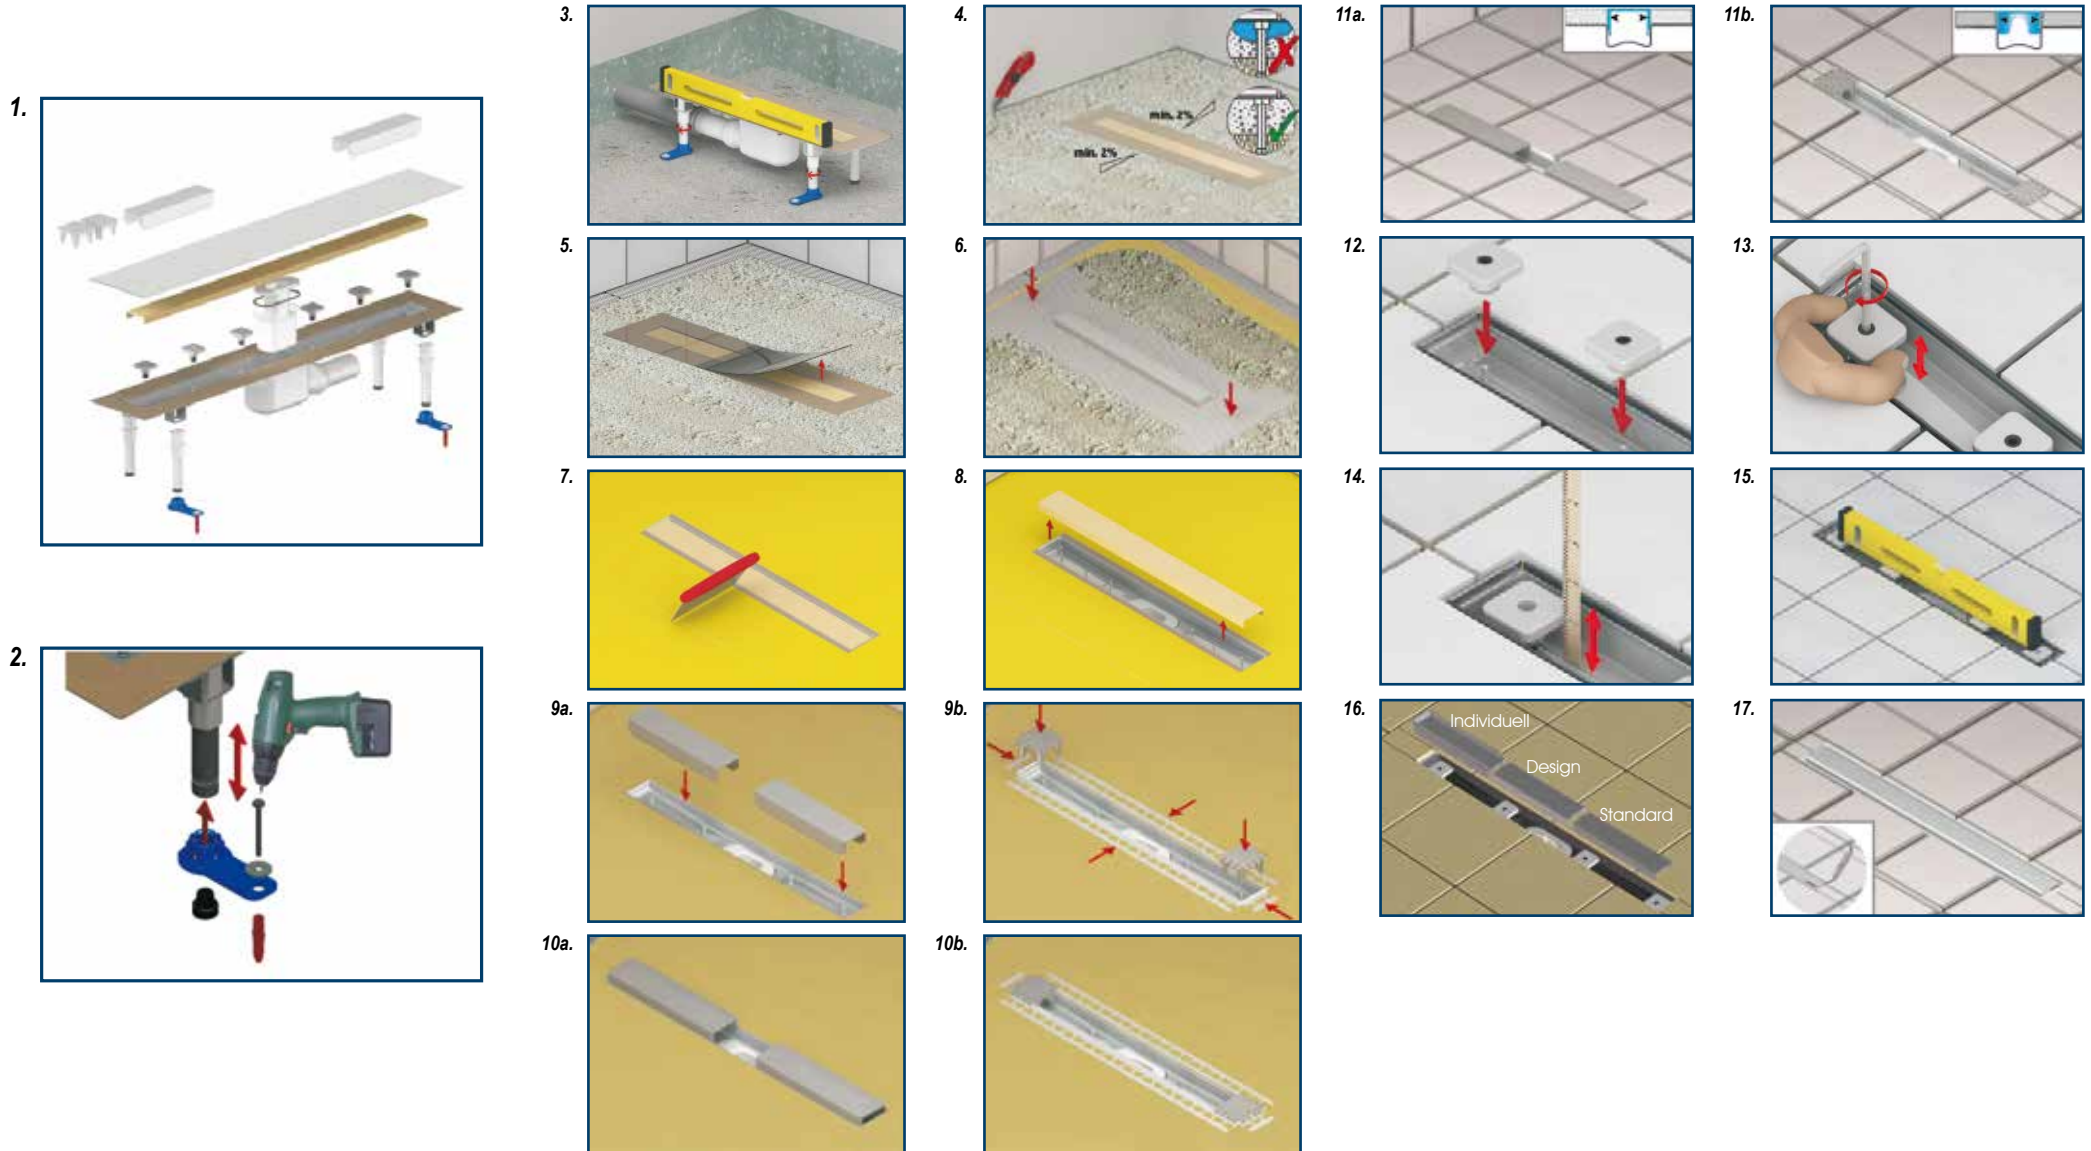 1.
2.
3.
4.
min. 2%
min. 2%
5.
6.
7.
8.
9a.
9b.
10a.
10b.
11a.
11b.
12.
13.
14.
15.
16.
Individuell
Design
Standard
17.